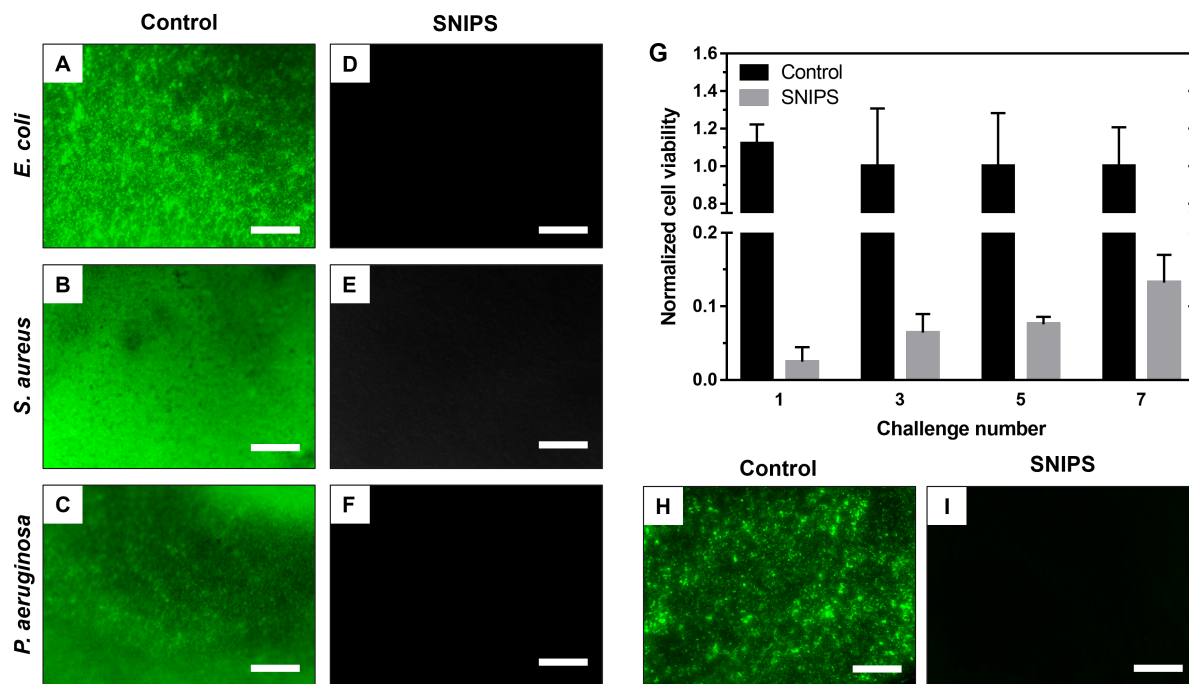 Control
SNIPS
A
D
E. coli
B
E
S. aureus
C
F
P. aeruginosa
G
Control
SNIPS
Normalized cell viability
1.6
1.4
1.2
1.0
0.8
0.2
0.1
0.0
1 3 5 7
Challenge number
Control
SNIPS
H
I